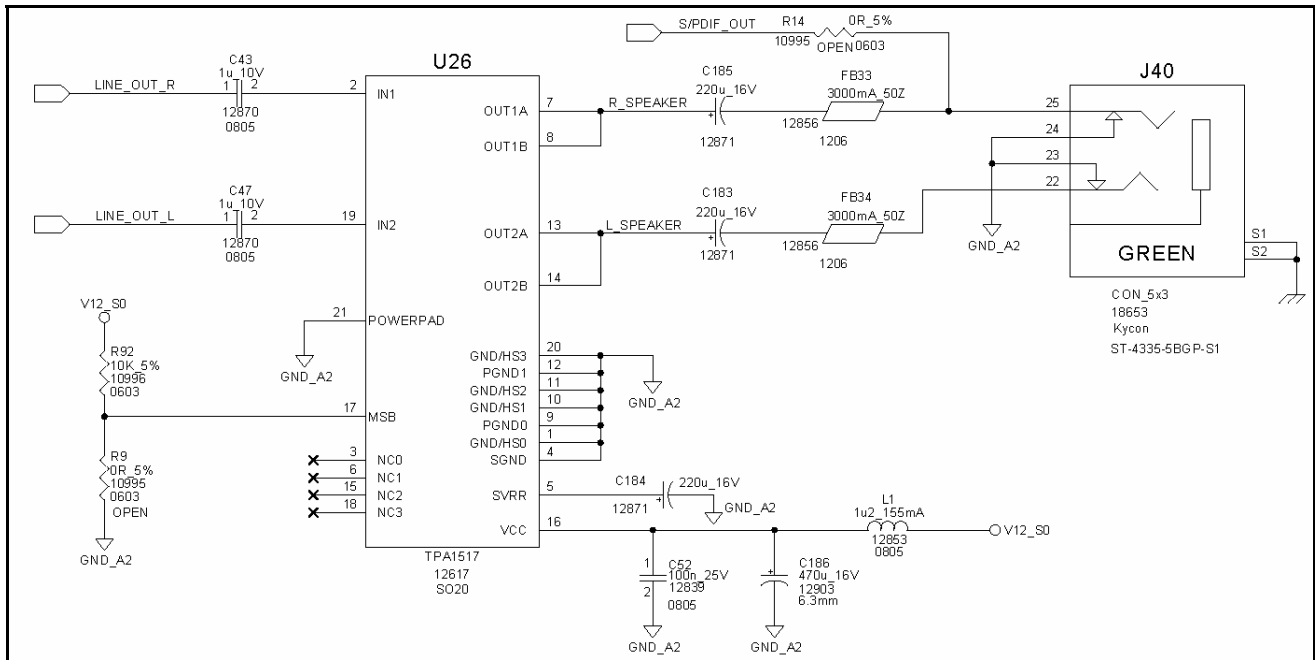 S/PDIF_OUT
R14
0R_5%
10995
OPEN
0603
C43
1u_10V
LINE_OUT_R
1
2
12870
0805
U26
2
IN1
OUT1A
7
R_SPEAKER
OUT1B
8
C185
220u_16V
+
12871
FB33
3000mA_50Z
12856
1206
J40
25
24
23
22
GND_A2
GREEN
S1
S2
CON_5x3
18653
Kycon
ST-4335-5BGP-S1
C47
1u_10V
LINE_OUT_L
1
2
12870
0805
19
IN2
OUT2A
13
L_SPEAKER
OUT2B
14
C183
220u_16V
+
12871
FB34
3000mA_50Z
12856
1206
V12_S0
R92
10K_5%
10996
0603
21
POWERPAD
GND_A2
17
MSB
R9
0R_5%
10995
0603
OPEN
GND_A2
3
NC0
6
NC1
15
NC2
18
NC3
GND/HS3
20
PGND1
12
GND/HS2
11
GND/HS1
10
PGND0
9
GND/HS0
1
SGND
4
GND_A2
SVRR
5
C184
220u_16V
+
12871
GND_A2
VCC
16
L1
1u2_155mA
12853
0805
V12_S0
TPA1517
12617
SO20
1
2
C52
100n_25V
12839
0805
GND_A2
+
C186
470u_16V
12903
6.3mm
GND_A2